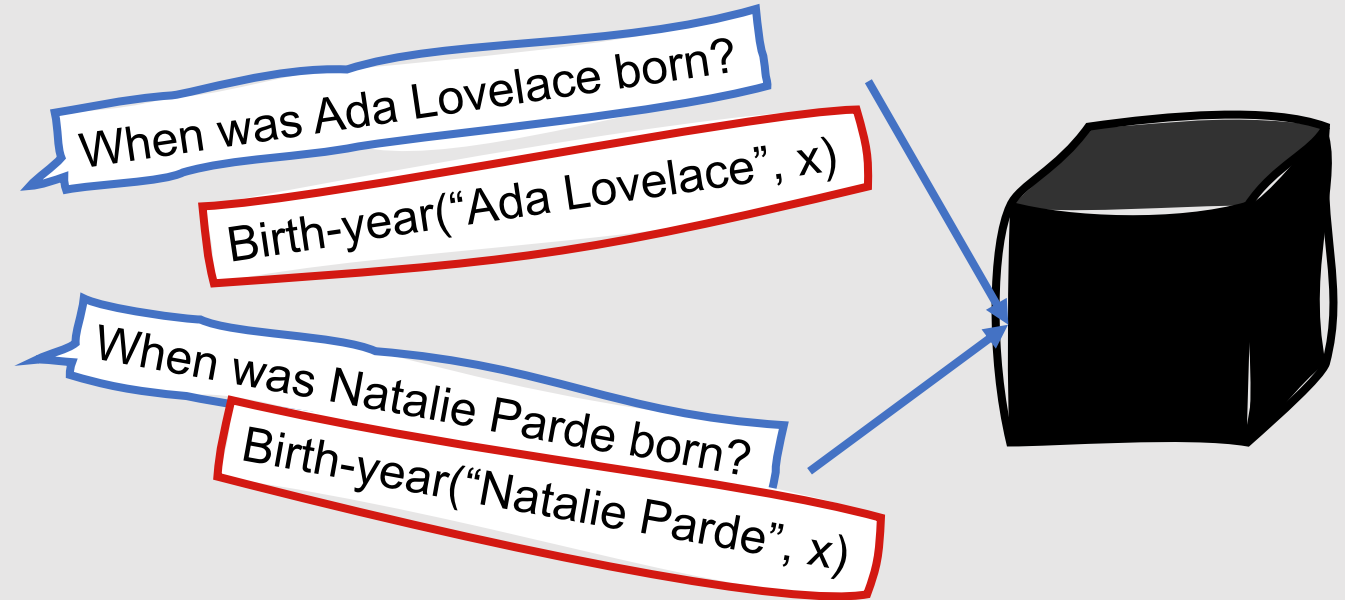 When was Ada Lovelace born?
Birth-year(“Ada Lovelace”, x)
When was Natalie Parde born?
Birth-year(“Natalie Parde”, x)